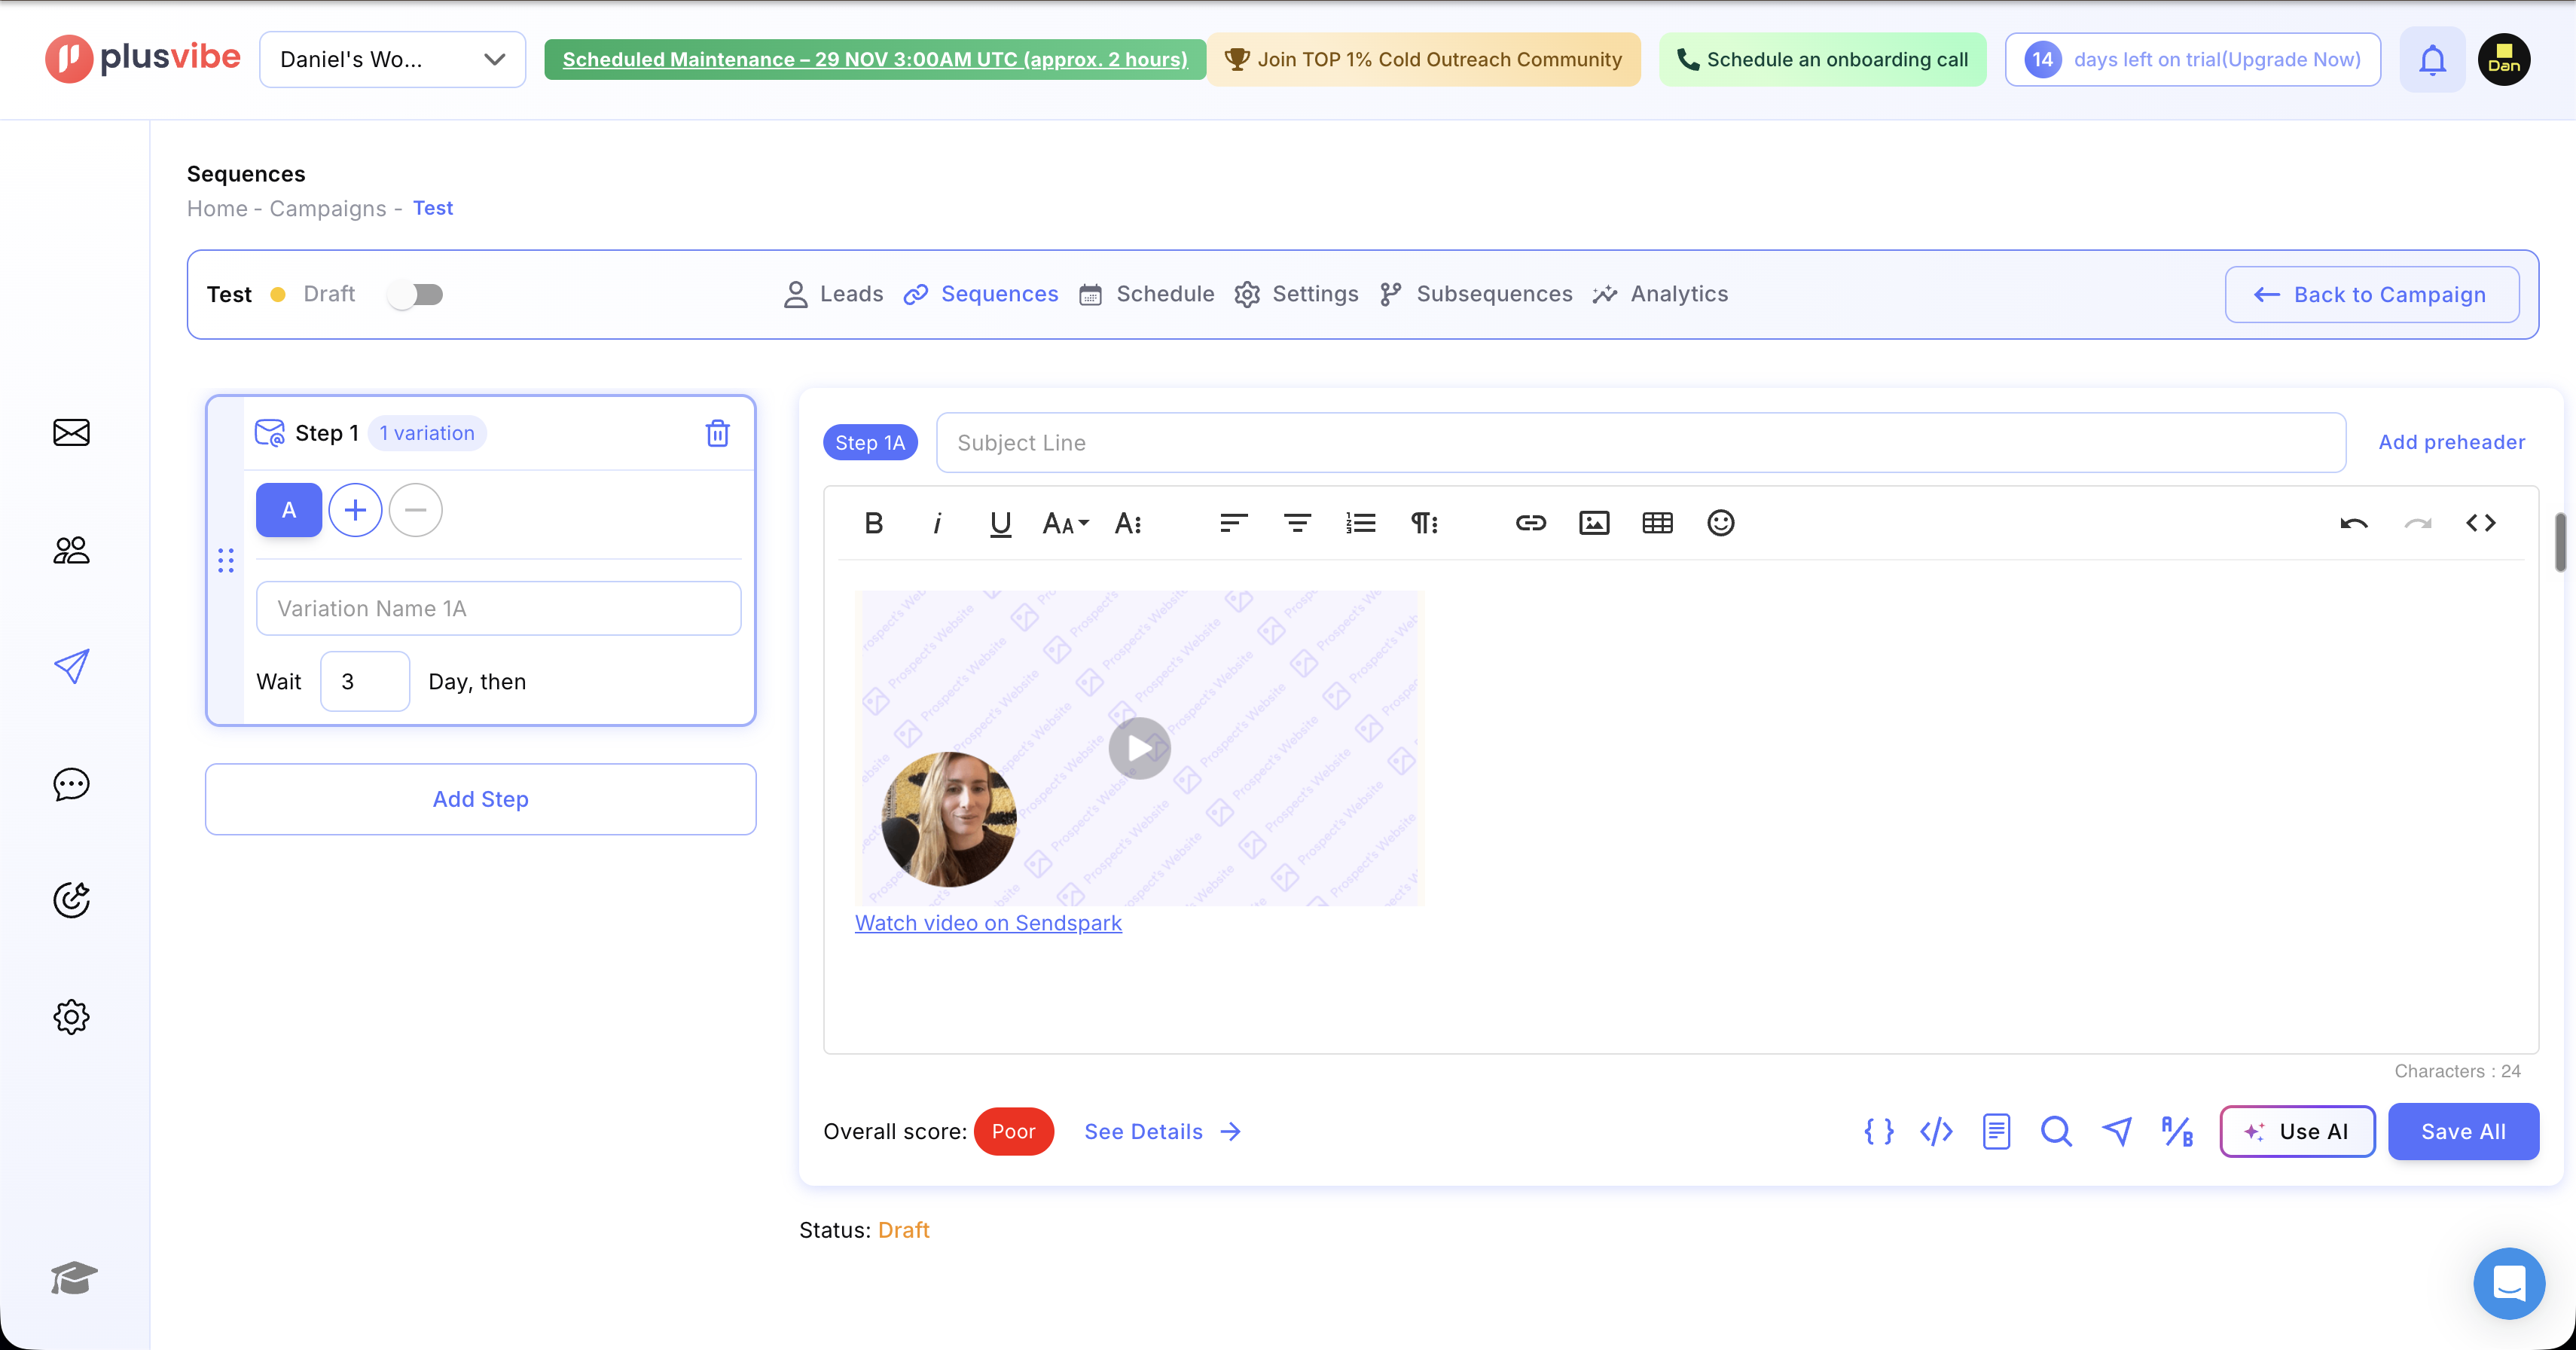 plusvibe
Daniel's Wo...
Scheduled Maintenance – 29 NOV 3:00AM UTC (approx. 2 hours)
Join TOP 1% Cold Outreach Community
Schedule an onboarding call
14 days left on trial(Upgrade Now)
Dan
Sequences
Home - Campaigns - Test
Test
Draft
Leads
Sequences
Schedule
Settings
Subsequences
Analytics
Back to Campaign
Step 1
1 variation
A
Variation Name 1A
Wait 3 Day, then
Add Step
Step 1A
Subject Line
Add preheader
Prospect's Website
Watch video on Sendspark
Characters : 24
Overall score: Poor
See Details
A/B
Use AI
Save All
Status: Draft